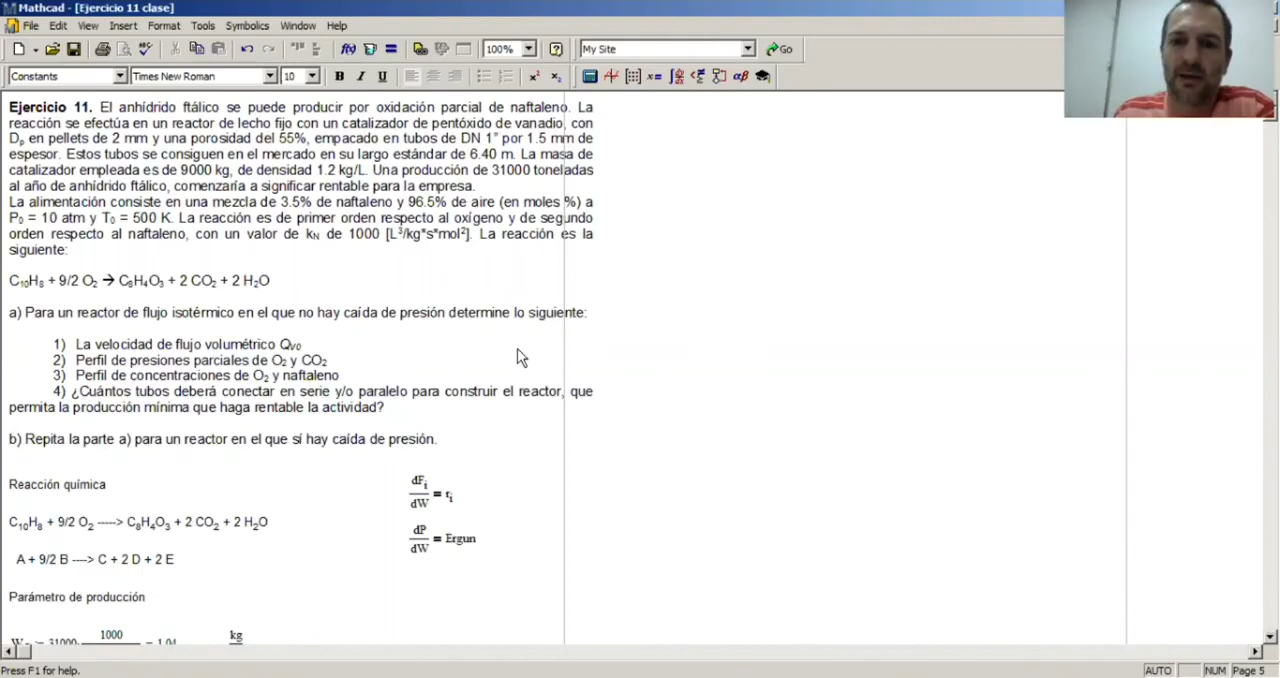 Mathcad - [Ejercicio 11 clase]
File Edit View Insert Format Tools Symbolics Window Help
100% My Site Go
Constants Times New Roman 10 B I U
Ejercicio 11. El anhídrido ftálico se puede producir por oxidación parcial de naftaleno. La
reacción se efectúa en un reactor de lecho fijo con un catalizador de pentóxido de vanadio, con
Dₚ en pellets de 2 mm y una porosidad del 55%, empacado en tubos de DN 1" por 1.5 mm de
espesor. Estos tubos se consiguen en el mercado en su largo estándar de 6.40 m. La masa de
catalizador empleada es de 9000 kg, de densidad 1.2 kg/L. Una producción de 31000 toneladas
al año de anhídrido ftálico, comenzaría a significar rentable para la empresa.
La alimentación consiste en una mezcla de 3.5% de naftaleno y 96.5% de aire (en moles %) a
P₀ = 10 atm y T₀ = 500 K. La reacción es de primer orden respecto al oxígeno y de segundo
orden respecto al naftaleno, con un valor de kN de 1000 [L³/kg*s*mol²]. La reacción es la
siguiente:
C₁₀H₈ + 9/2 O₂ → C₈H₄O₃ + 2 CO₂ + 2 H₂O
a) Para un reactor de flujo isotérmico en el que no hay caída de presión determine lo siguiente:
1) La velocidad de flujo volumétrico Qv₀
2) Perfil de presiones parciales de O₂ y CO₂
3) Perfil de concentraciones de O₂ y naftaleno
4) ¿Cuántos tubos deberá conectar en serie y/o paralelo para construir el reactor, que
permita la producción mínima que haga rentable la actividad?
b) Repita la parte a) para un reactor en el que sí hay caída de presión.
Reacción química
dFᵢ/dW = rᵢ
C₁₀H₈ + 9/2 O₂ -----> C₈H₄O₃ + 2 CO₂ + 2 H₂O
dP/dW = Ergun
A + 9/2 B ----> C + 2 D + 2 E
Parámetro de producción
31000 1000 = 1.04 kg
Press F1 for help. AUTO NUM Page 5